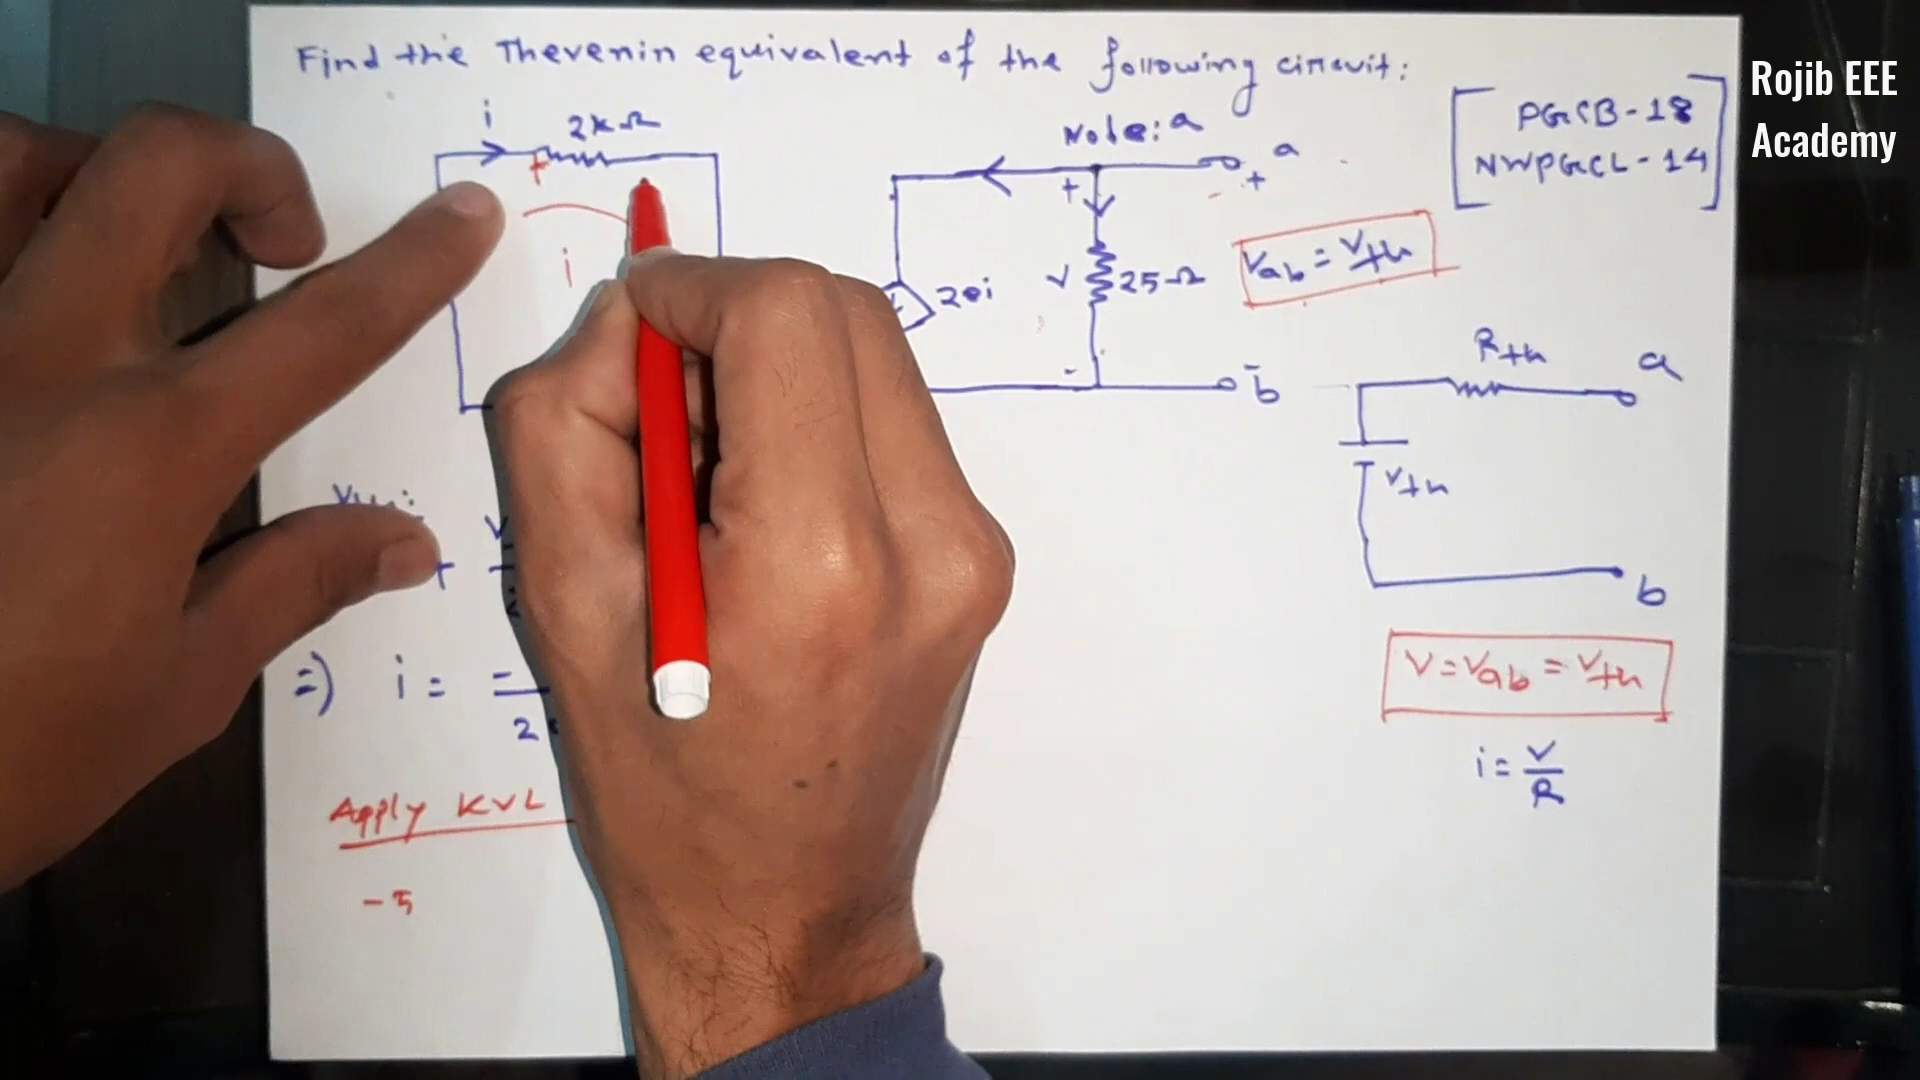 Find the Thevenin equivalent of the following circuit:
Rojib EEE
Academy
[PGCB-18
NWPGCL-14]
i
2kΩ
Node: a
a
+
+
+
i
20i
V
25Ω
-
-
b
Vab = Vth
Rth
a
Vth
b
+ V
=) i = -
2
V = Vab = Vth
i = V
R
Apply KVL
-5